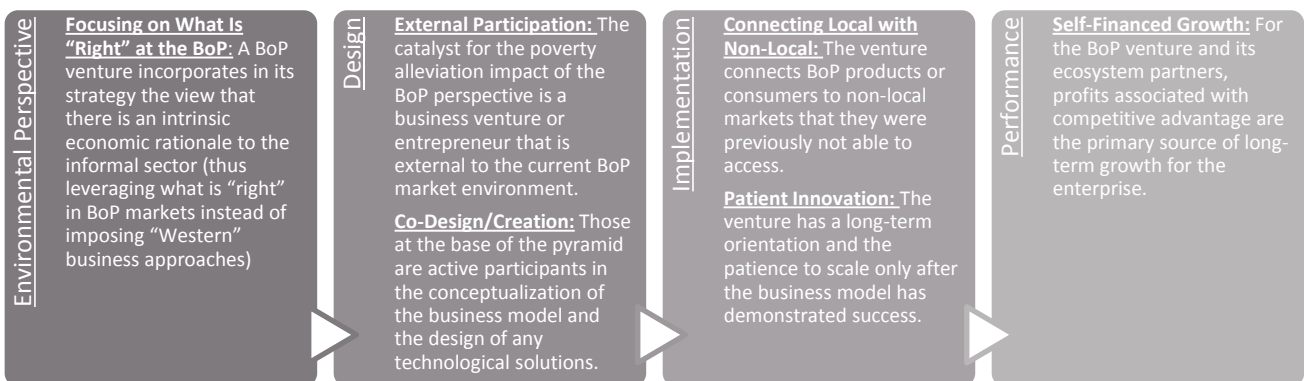 Environmental Perspective
Focusing on What Is
“Right” at the BoP: A BoP
venture incorporates in its
strategy the view that
there is an intrinsic
economic rationale to the
informal sector (thus
leveraging what is “right”
in BoP markets instead of
imposing “Western”
business approaches)
Design
External Participation: The
catalyst for the poverty
alleviation impact of the
BoP perspective is a
business venture or
entrepreneur that is
external to the current BoP
market environment.
Co-Design/Creation: Those
at the base of the pyramid
are active participants in
the conceptualization of
the business model and
the design of any
technological solutions.
Implementation
Connecting Local with
Non-Local: The venture
connects BoP products or
consumers to non-local
markets that they were
previously not able to
access.
Patient Innovation: The
venture has a long-term
orientation and the
patience to scale only after
the business model has
demonstrated success.
Performance
Self-Financed Growth: For
the BoP venture and its
ecosystem partners,
profits associated with
competitive advantage are
the primary source of long-
term growth for the
enterprise.